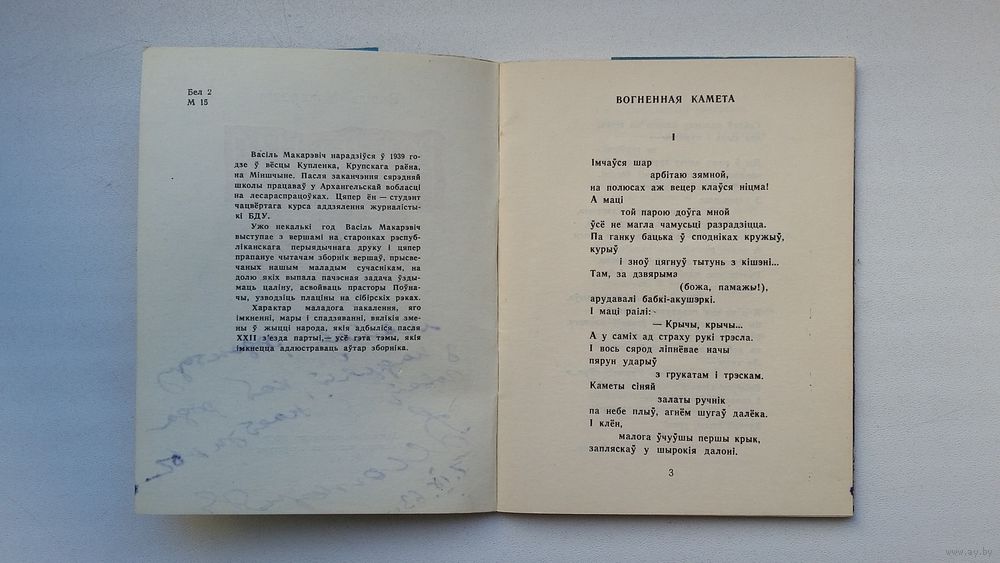 Бел 2
М 15
Васіль Макарэвіч нарадзіўся ў 1939 го-
дзе ў вёсцы Купленка, Крупскага раёна,
на Міншчыне. Пасля заканчэння сярэдняй
школы працаваў у Архангельскай вобласці
на лесараспрацоўках. Цяпер ён — студэнт
чацвёртага курса аддзялення журналісты-
кі БДУ.
Ужо некалькі год Васіль Макарэвіч
выступае з вершамі на старонках рэспуб-
ліканскага перыядычнага друку і цяпер
прапануе чытачам зборнік вершаў, прысве-
чаных нашым маладым сучаснікам, на
долю якіх выпала пачэсная задача ўзды-
маць цаліну, асвойваць прасторы Поўна-
чы, узводзіць плаціны на сібірскіх рэках.
Характар маладога пакалення, яго
імкненні, мары і спадзяванні, вялікія зме-
ны ў жыцці народа, якія адбыліся пасля
XXII з'езда партыі,— усё гэта тэмы, якія
імкнецца адлюстраваць аўтар зборніка.
ВОГНЕННАЯ КАМЕТА
I
Імчаўся шар
арбітаю зямной,
на полюсах аж вецер клаўся ніцма!
А маці
той парою доўга мной
ўсё не магла чамусьці разрадзіцца.
Па ганку бацька ў сподніках кружыў,
курыў
і зноў цягнуў тытунь з кішэні...
Там, за дзвярыма
(божа, памажы!),
арудавалі бабкі-акушэркі.
І маці раілі:
— Крычы, крычы...
А у саміх ад страху рукі трэсла.
І вось сярод ліпнёвае начы
пярун ударыў
з грукатам і трэскам.
Каметы сіняй
залаты ручнік
па небе плыў, агнём шугаў далёка.
І клён,
малога ўчуўшы першы крык,
запляскаў у шырокія далоні.
3
www.ay.by